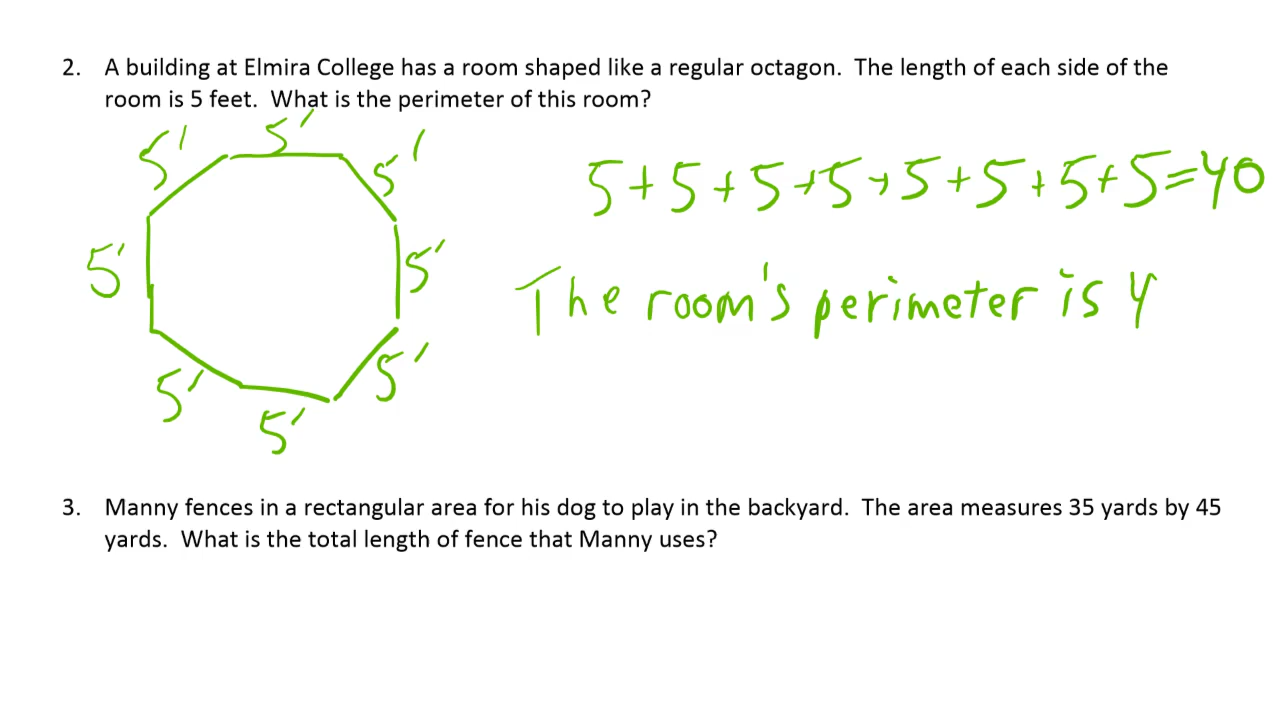 2. A building at Elmira College has a room shaped like a regular octagon. The length of each side of the
room is 5 feet. What is the perimeter of this room?
5' 5' 5'
5+5+5+5+5+5+5+5=40
5' 5'
The room's perimeter is 4
5' 5'
5'
3. Manny fences in a rectangular area for his dog to play in the backyard. The area measures 35 yards by 45
yards. What is the total length of fence that Manny uses?